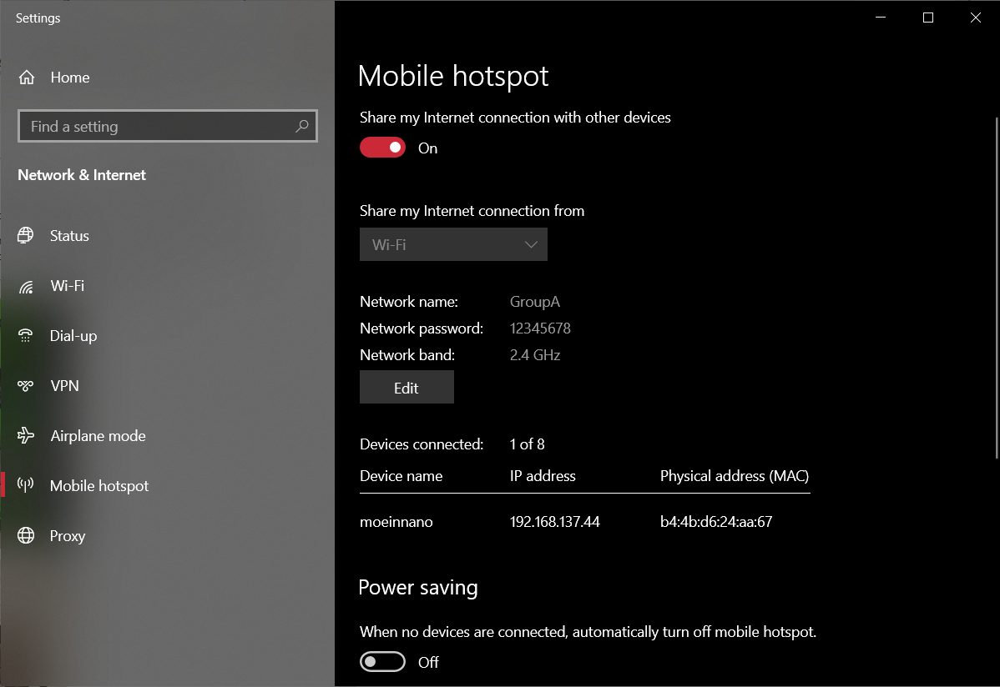 Settings
Home
Find a setting
Network & Internet
Status
Wi-Fi
Dial-up
VPN
Airplane mode
Mobile hotspot
Proxy
Mobile hotspot
Share my Internet connection with other devices
On
Share my Internet connection from
Wi-Fi
Network name: GroupA
Network password: 12345678
Network band: 2.4 GHz
Edit
Devices connected: 1 of 8
Device name IP address Physical address (MAC)
moeinnano 192.168.137.44 b4:4b:d6:24:aa:67
Power saving
When no devices are connected, automatically turn off mobile hotspot.
Off